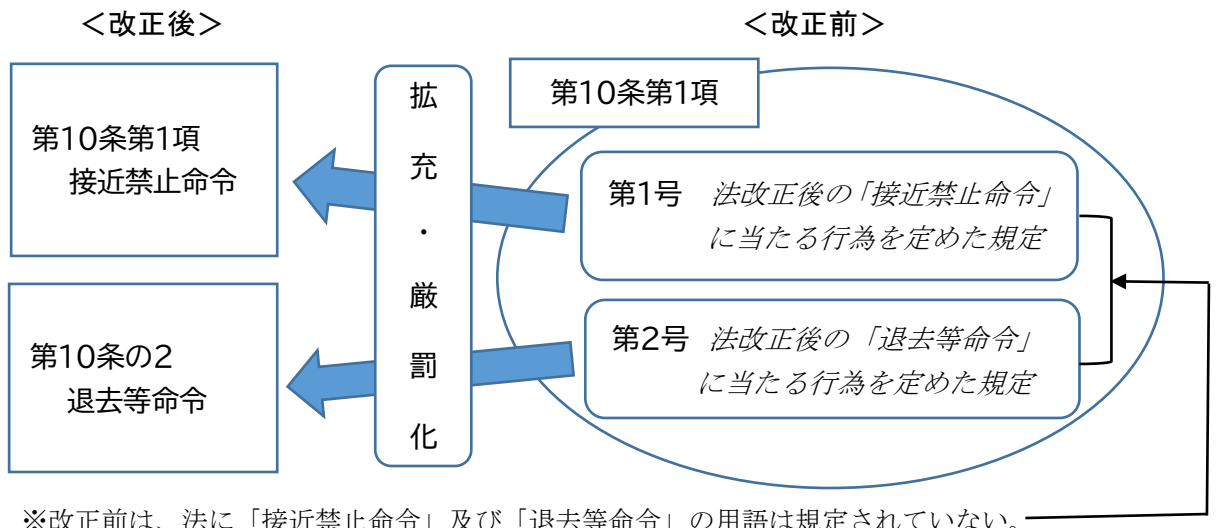 <改正後>
<改正前>
第10条第1項
接近禁止命令
第10条の2
退去等命令
拡
充
・
厳
罰
化
第10条第1項
第1号 法改正後の「接近禁止命令」
に当たる行為を定めた規定
第2号 法改正後の「退去等命令」
に当たる行為を定めた規定
※改正前は、法に「接近禁止命令」及び「退去等命令」の用語は規定されていない。